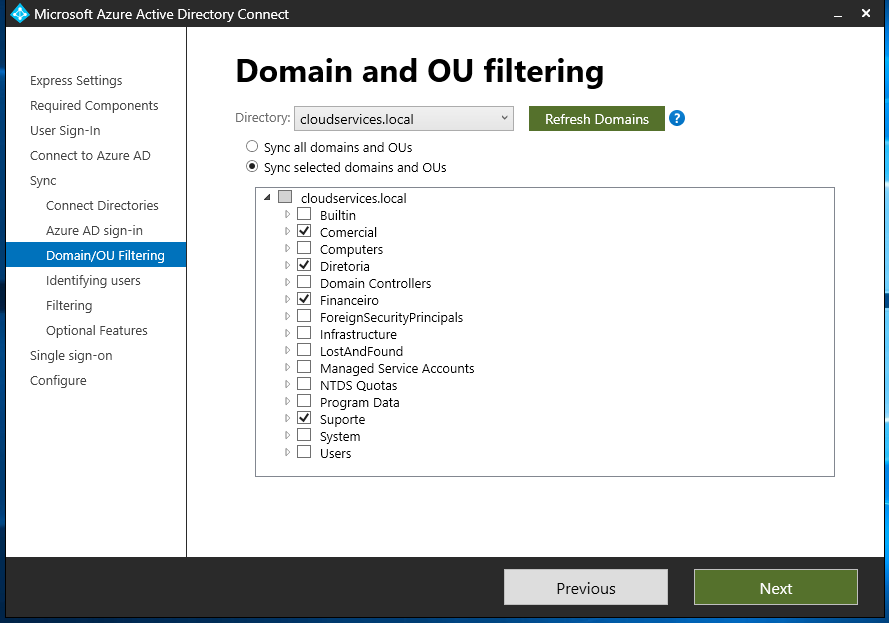 Microsoft Azure Active Directory Connect
Express Settings
Required Components
User Sign-In
Connect to Azure AD
Sync
Connect Directories
Azure AD sign-in
Domain/OU Filtering
Identifying users
Filtering
Optional Features
Single sign-on
Configure
Domain and OU filtering
Directory: cloudservices.local Refresh Domains ?
Sync all domains and OUs
Sync selected domains and OUs
cloudservices.local
Builtin
Comercial
Computers
Diretoria
Domain Controllers
Financeiro
ForeignSecurityPrincipals
Infrastructure
LostAndFound
Managed Service Accounts
NTDS Quotas
Program Data
Suporte
System
Users
Previous Next